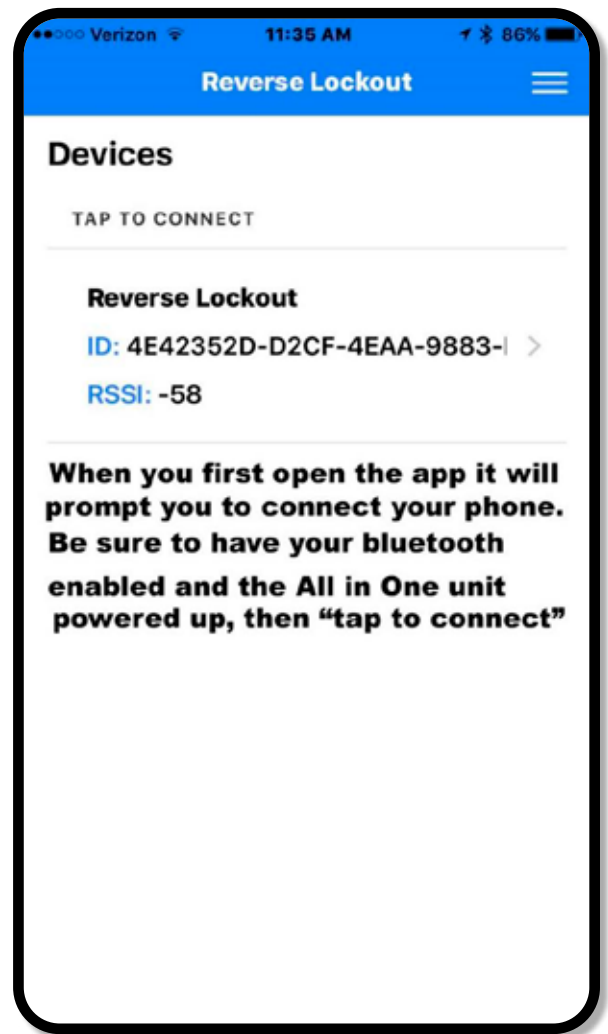 Verizon 11:35 AM 86%
Reverse Lockout
Devices
TAP TO CONNECT
Reverse Lockout
ID: 4E42352D-D2CF-4EAA-9883-
RSSI: -58
When you first open the app it will
prompt you to connect your phone.
Be sure to have your bluetooth
enabled and the All in One unit
powered up, then “tap to connect”